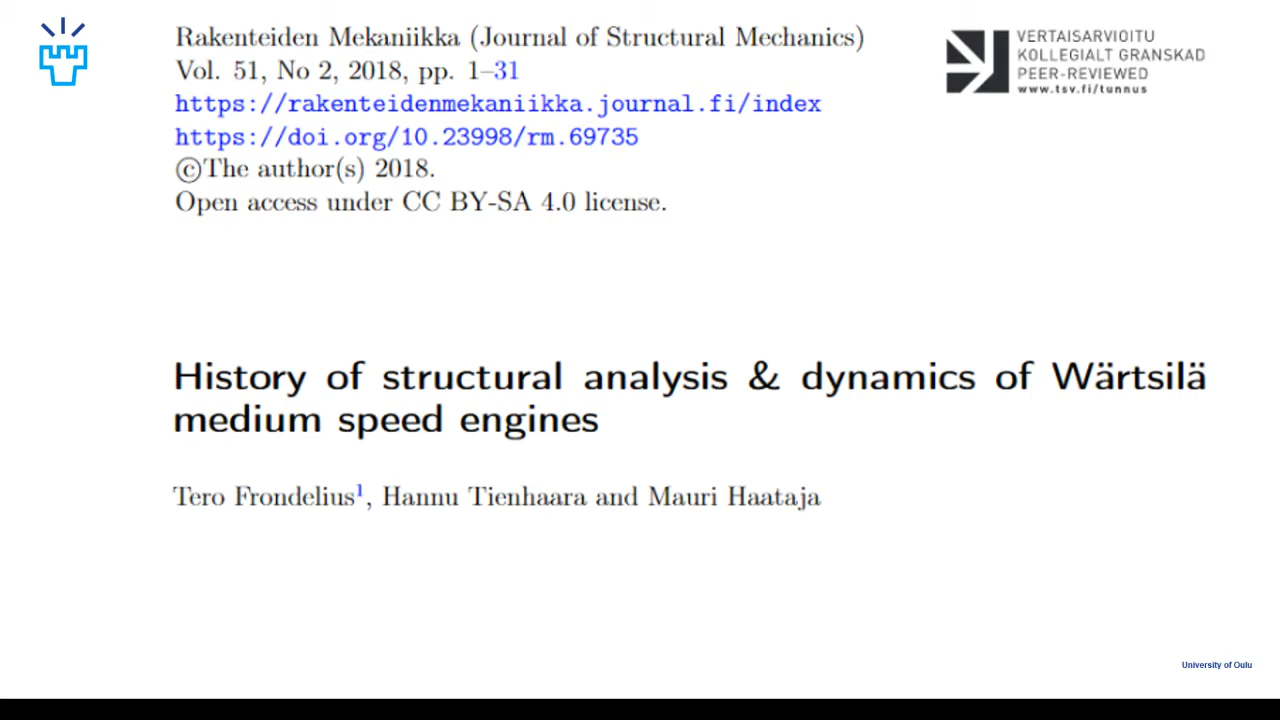 Rakenteiden Mekaniikka (Journal of Structural Mechanics)
Vol. 51, No 2, 2018, pp. 1–31
https://rakenteidenmekaniikka.journal.fi/index
https://doi.org/10.23998/rm.69735
©The author(s) 2018.
Open access under CC BY-SA 4.0 license.
VERTAISARVIOITU
KOLLEGIALT GRANSKAD
PEER-REVIEWED
www.tsv.fi/tunnus
History of structural analysis & dynamics of Wärtsilä
medium speed engines
Tero Frondelius1, Hannu Tienhaara and Mauri Haataja
University of Oulu